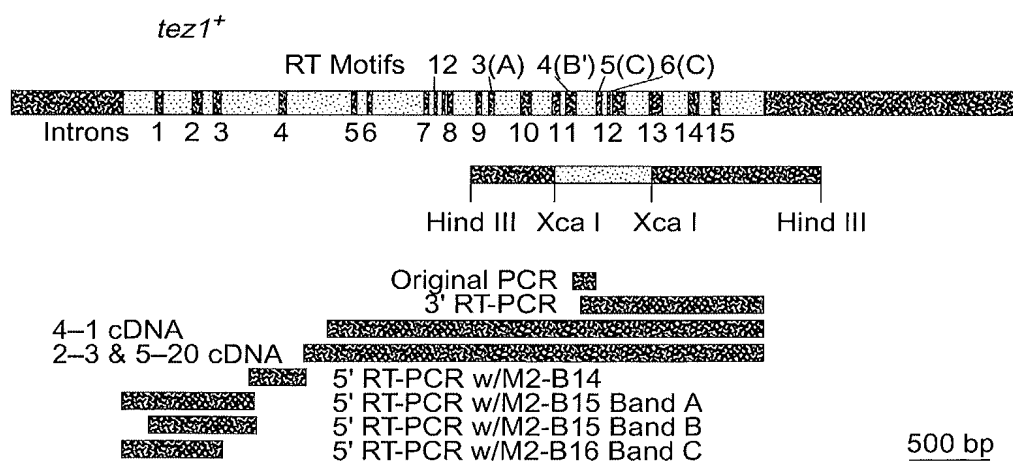 tez1+
RT Motifs 12 3(A) 4(B') 5(C) 6(C)
Introns 1 2 3 4 5 6 7 8 9 10 11 12 13 14 15
Hind III Xca I Xca I Hind III
Original PCR
3' RT-PCR
4–1 cDNA
2–3 & 5–20 cDNA
5' RT-PCR w/M2-B14
5' RT-PCR w/M2-B15 Band A
5' RT-PCR w/M2-B15 Band B
5' RT-PCR w/M2-B16 Band C
500 bp